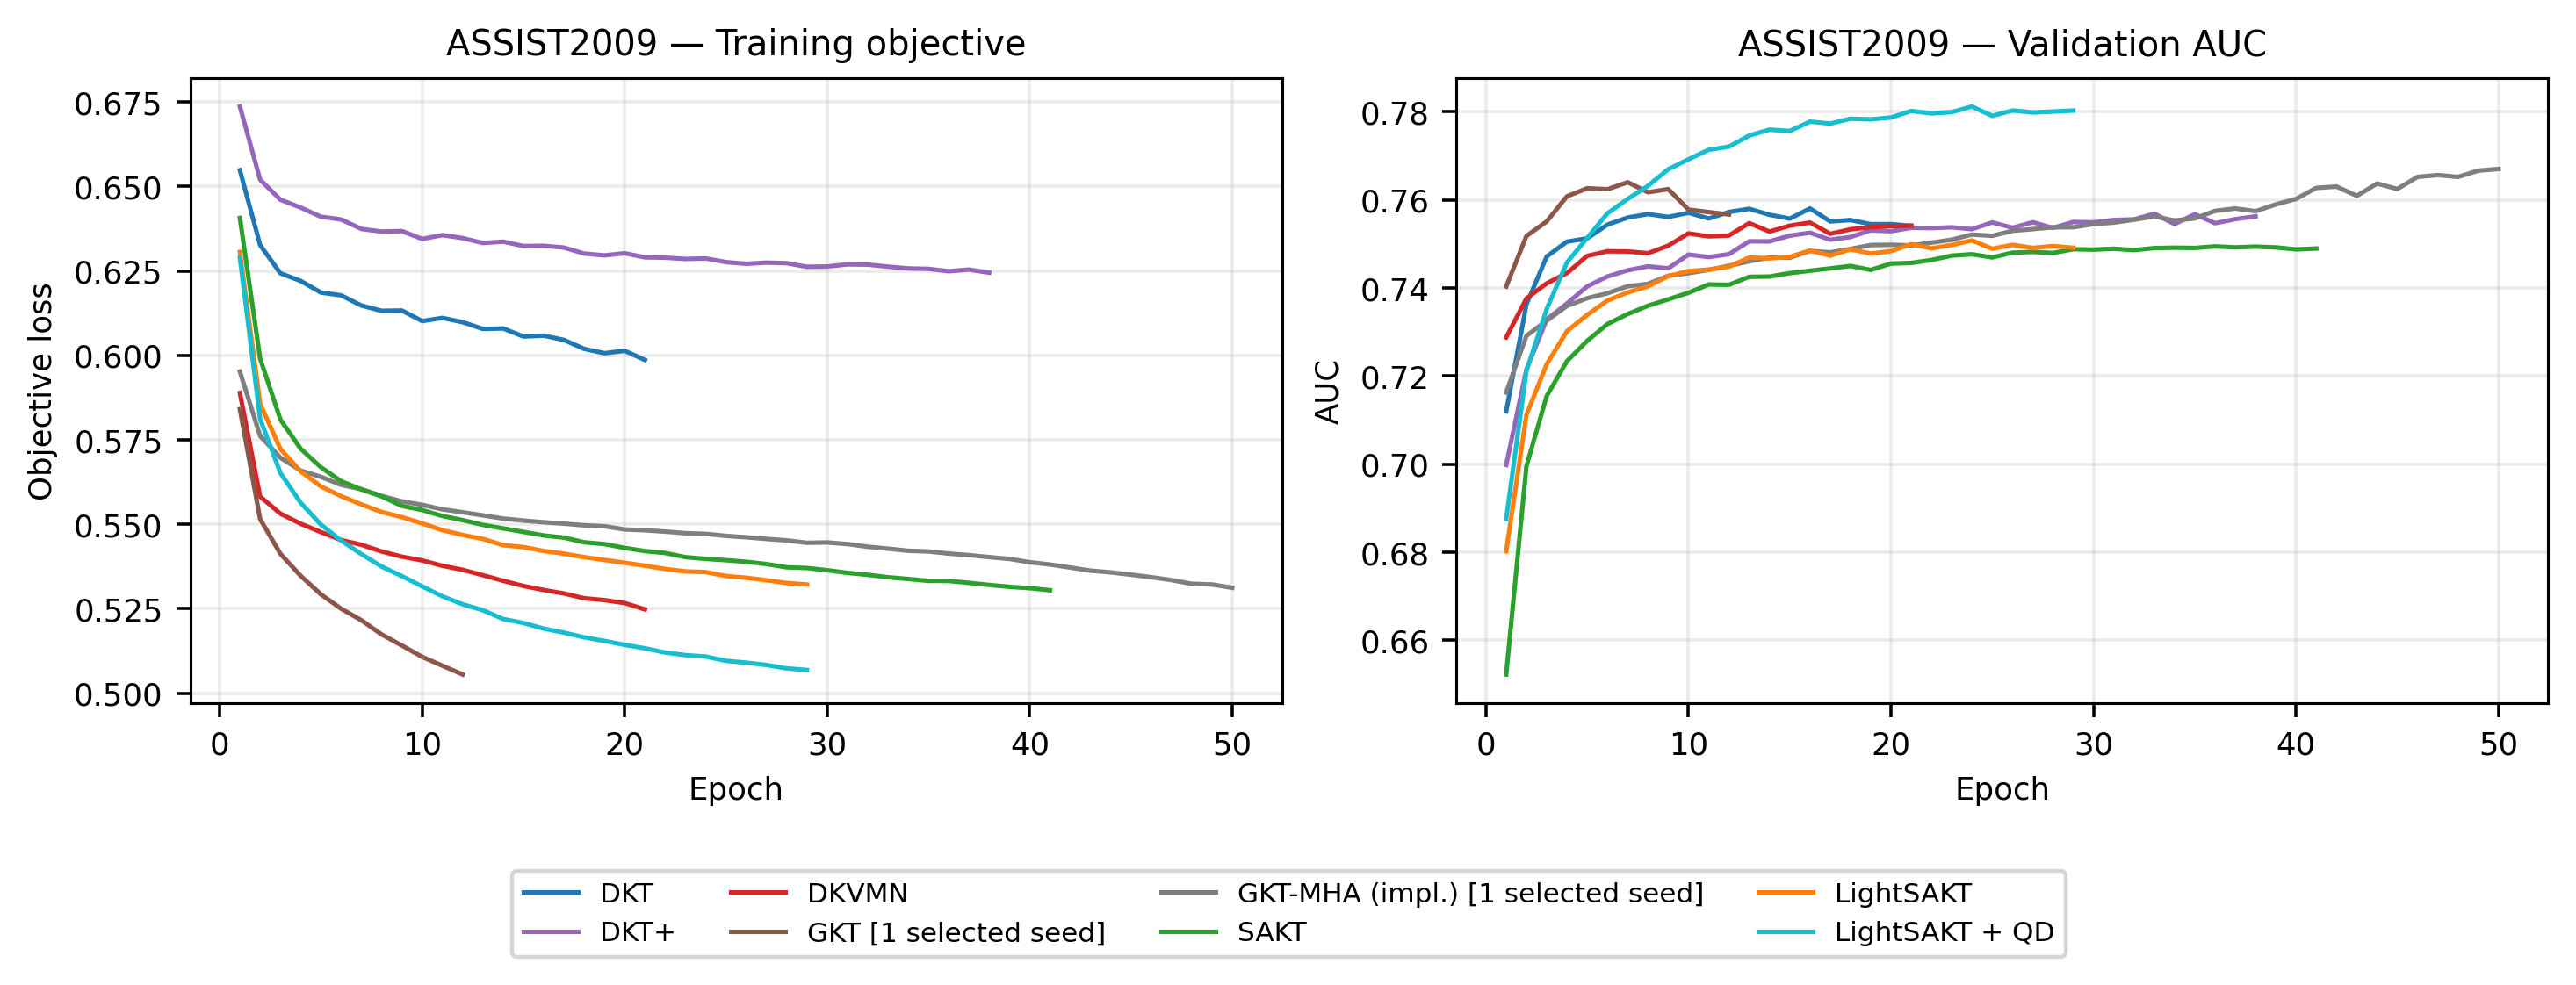 ASSIST2009 — Training objective
Objective loss
0.675
0.650
0.625
0.600
0.575
0.550
0.525
0.500
0 10 20 30 40 50
Epoch
ASSIST2009 — Validation AUC
AUC
0.78
0.76
0.74
0.72
0.70
0.68
0.66
0 10 20 30 40 50
Epoch
DKT DKVMN GKT-MHA (impl.) [1 selected seed] LightSAKT
DKT+ GKT [1 selected seed] SAKT LightSAKT + QD